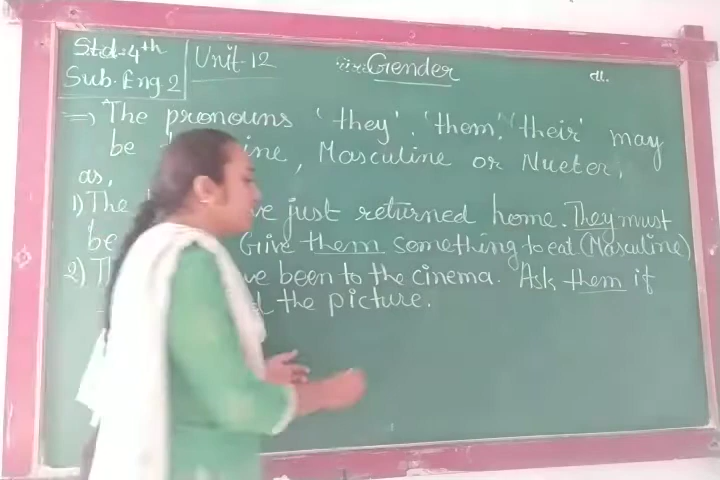 Std-4th
Sub. Eng 2
Unit-12
Gender
=> The pronouns 'they', 'them', 'their' may
be ine, Masculine or Nueter,
as,
1) The ve just returned home. They must
be Give them something to eat (Masculine)
2) Th ve been to the cinema. Ask them if
the picture.